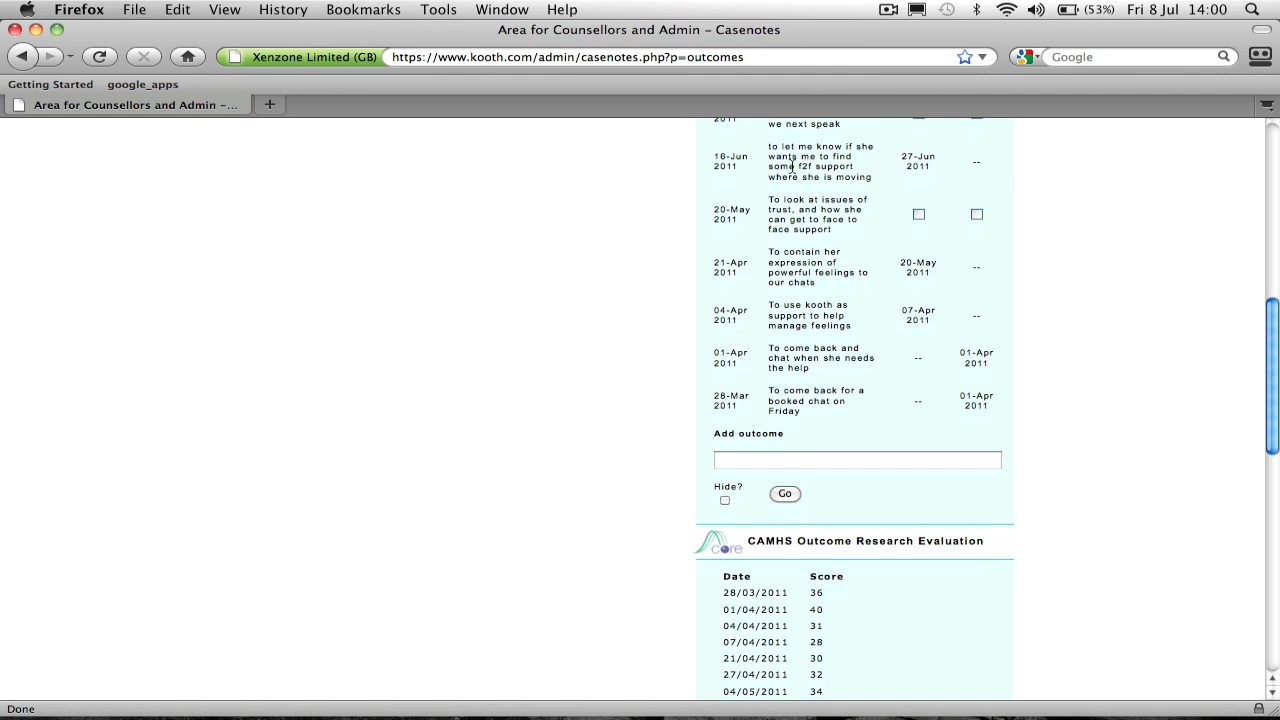 Firefox File Edit View History Bookmarks Tools Window Help (53%) Fri 8 Jul 14:00
Area for Counsellors and Admin – Casenotes
Xenzone Limited (GB) https://www.kooth.com/admin/casenotes.php?p=outcomes Google
Getting Started google_apps
Area for Counsellors and Admin –...
2011
we next speak
16-Jun 2011
to let me know if she
wants me to find
some f2f support
where she is moving
27-Jun 2011
--
20-May 2011
To look at issues of
trust, and how she
can get to face to
face support
21-Apr 2011
To contain her
expression of
powerful feelings to
our chats
20-May 2011
--
04-Apr 2011
To use kooth as
support to help
manage feelings
07-Apr 2011
--
01-Apr 2011
To come back and
chat when she needs
the help
--
01-Apr 2011
28-Mar 2011
To come back for a
booked chat on
Friday
--
01-Apr 2011
Add outcome
Hide?
Go
core CAMHS Outcome Research Evaluation
Date Score
28/03/2011 36
01/04/2011 40
04/04/2011 31
07/04/2011 28
21/04/2011 30
27/04/2011 32
04/05/2011 34
Done